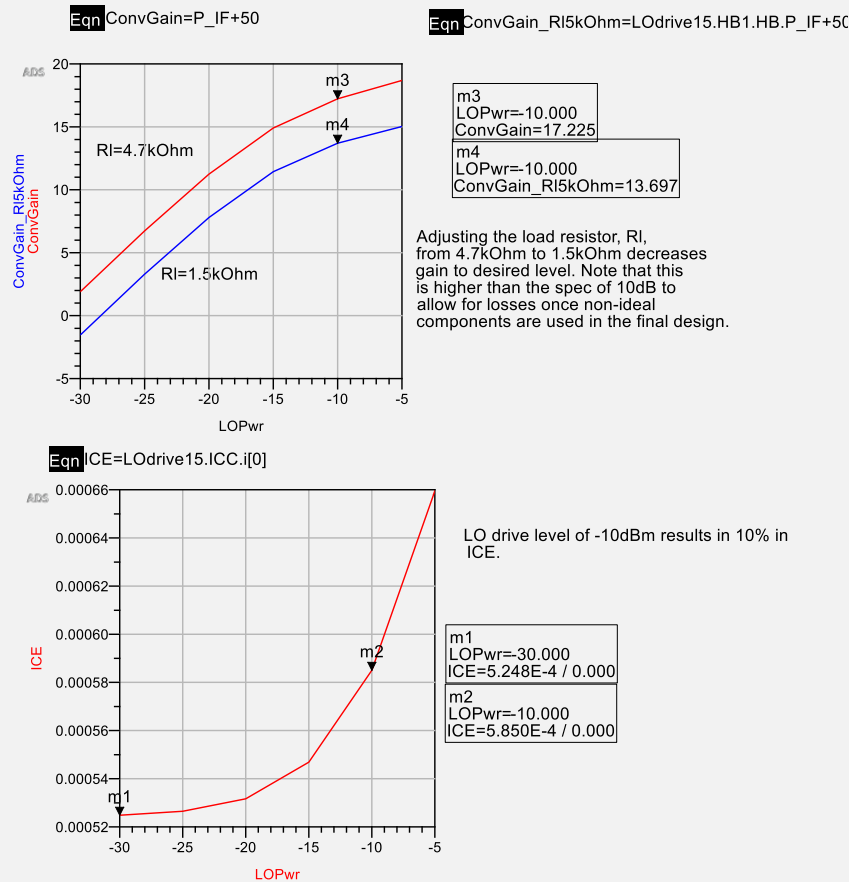 Eqn ConvGain=P_IF+50
Eqn ConvGain_Rl5kOhm=LOdrive15.HB1.HB.P_IF+50
ADS
20
15
10
5
0
-5
-30 -25 -20 -15 -10 -5
LOPwr
ConvGain_Rl5kOhm
ConvGain
Rl=4.7kOhm
Rl=1.5kOhm
m3
m4
m3
LOPwr=-10.000
ConvGain=17.225
m4
LOPwr=-10.000
ConvGain_Rl5kOhm=13.697
Adjusting the load resistor, Rl,
from 4.7kOhm to 1.5kOhm decreases
gain to desired level. Note that this
is higher than the spec of 10dB to
allow for losses once non-ideal
components are used in the final design.
Eqn ICE=LOdrive15.ICC.i[0]
ADS
0.00066
0.00064
0.00062
0.00060
0.00058
0.00056
0.00054
0.00052
-30 -25 -20 -15 -10 -5
LOPwr
ICE
m1
m2
LO drive level of -10dBm results in 10% in
ICE.
m1
LOPwr=-30.000
ICE=5.248E-4 / 0.000
m2
LOPwr=-10.000
ICE=5.850E-4 / 0.000